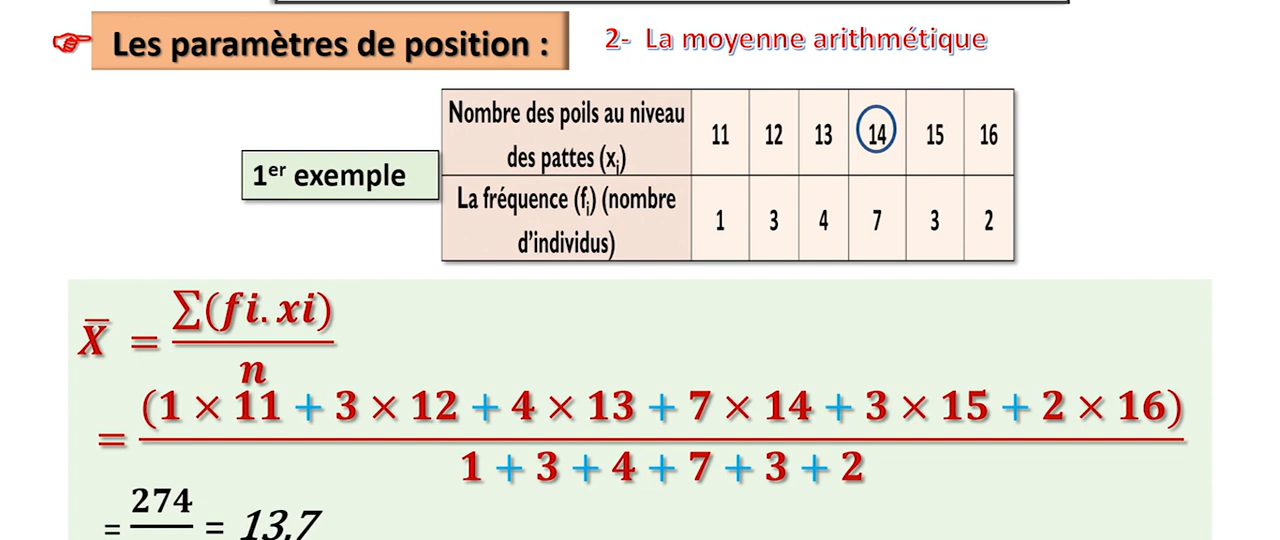 Les paramètres de position :
2- La moyenne arithmétique
1er exemple
Nombre des poils au niveau
des pattes (xi)
11 12 13 14 15 16
La fréquence (fi) (nombre
d'individus)
1 3 4 7 3 2
X̅ = ∑(fi.xi)
n
= (1 × 11 + 3 × 12 + 4 × 13 + 7 × 14 + 3 × 15 + 2 × 16)
1 + 3 + 4 + 7 + 3 + 2
= 274 = 13,7